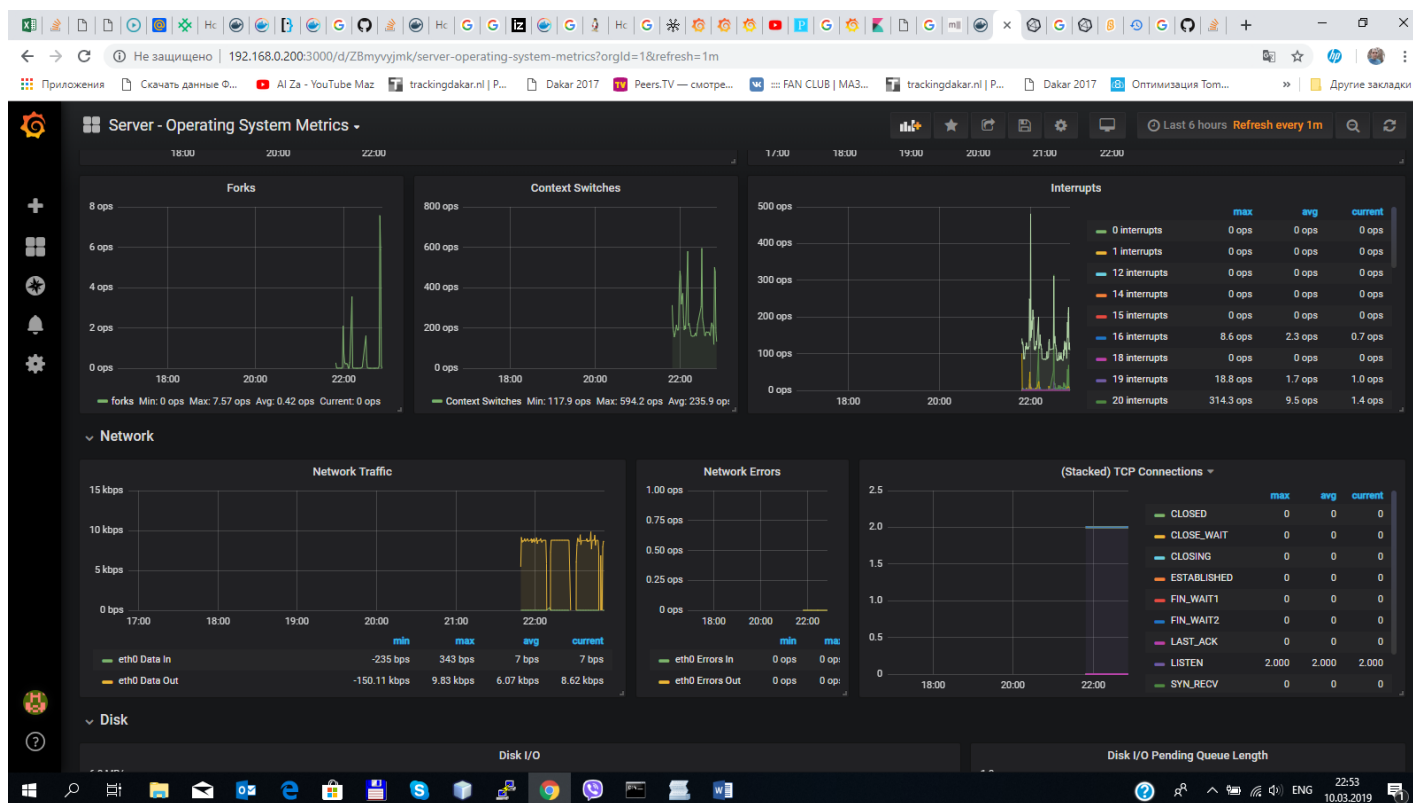 Нс Нс Нс
Не защищено | 192.168.0.200:3000/d/ZBmyvyjmk/server-operating-system-metrics?orgId=1&refresh=1m
Приложения Скачать данные Ф... Al Za - YouTube Maz trackingdakar.nl | P... Dakar 2017 Peers.TV — смотре... :::: FAN CLUB | МАЗ... trackingdakar.nl | P... Dakar 2017 Оптимизация Tom... » Другие закладки
Server - Operating System Metrics Last 6 hours Refresh every 1m
18:00 20:00 22:00 17:00 18:00 19:00 20:00 21:00 22:00
Forks
8 ops
6 ops
4 ops
2 ops
0 ops
18:00 20:00 22:00
forks Min: 0 ops Max: 7.57 ops Avg: 0.42 ops Current: 0 ops
Context Switches
800 ops
600 ops
400 ops
200 ops
0 ops
18:00 20:00 22:00
Context Switches Min: 117.9 ops Max: 594.2 ops Avg: 235.9 ops
Interrupts
500 ops
400 ops
300 ops
200 ops
100 ops
0 ops
18:00 20:00 22:00
max avg current
0 interrupts 0 ops 0 ops 0 ops
1 interrupts 0 ops 0 ops 0 ops
12 interrupts 0 ops 0 ops 0 ops
14 interrupts 0 ops 0 ops 0 ops
15 interrupts 0 ops 0 ops 0 ops
16 interrupts 8.6 ops 2.3 ops 0.7 ops
18 interrupts 0 ops 0 ops 0 ops
19 interrupts 18.8 ops 1.7 ops 1.0 ops
20 interrupts 314.3 ops 9.5 ops 1.4 ops
Network
Network Traffic
15 kbps
10 kbps
5 kbps
0 bps
17:00 18:00 19:00 20:00 21:00 22:00
min max avg current
eth0 Data In -235 bps 343 bps 7 bps 7 bps
eth0 Data Out -150.11 kbps 9.83 kbps 6.07 kbps 8.62 kbps
Network Errors
1.00 ops
0.75 ops
0.50 ops
0.25 ops
0 ops
18:00 20:00 22:00
min max
eth0 Errors In 0 ops 0 ops
eth0 Errors Out 0 ops 0 ops
(Stacked) TCP Connections
2.5
2.0
1.5
1.0
0.5
0
18:00 20:00 22:00
max avg current
CLOSED 0 0 0
CLOSE_WAIT 0 0 0
CLOSING 0 0 0
ESTABLISHED 0 0 0
FIN_WAIT1 0 0 0
FIN_WAIT2 0 0 0
LAST_ACK 0 0 0
LISTEN 2.000 2.000 2.000
SYN_RECV 0 0 0
Disk
Disk I/O Disk I/O Pending Queue Length
ENG 22:53
10.03.2019